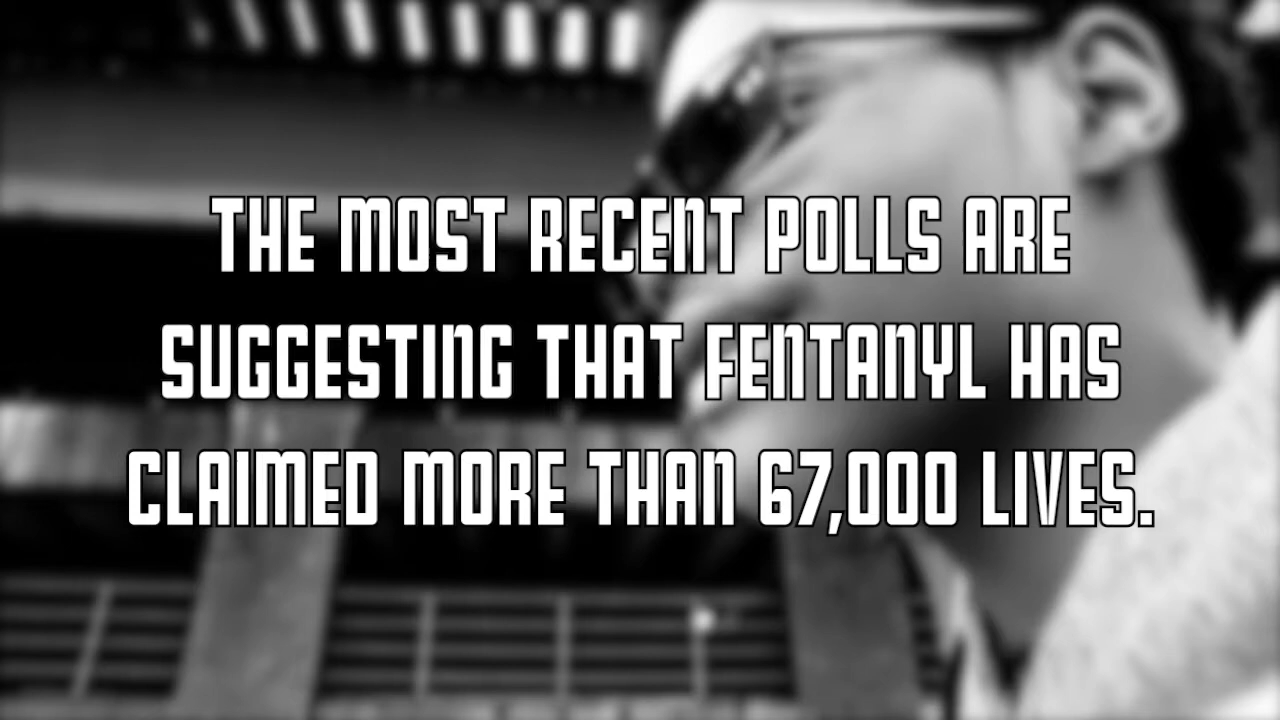 THE MOST RECENT POLLS ARE
SUGGESTING THAT FENTANYL HAS
CLAIMED MORE THAN 67,000 LIVES.